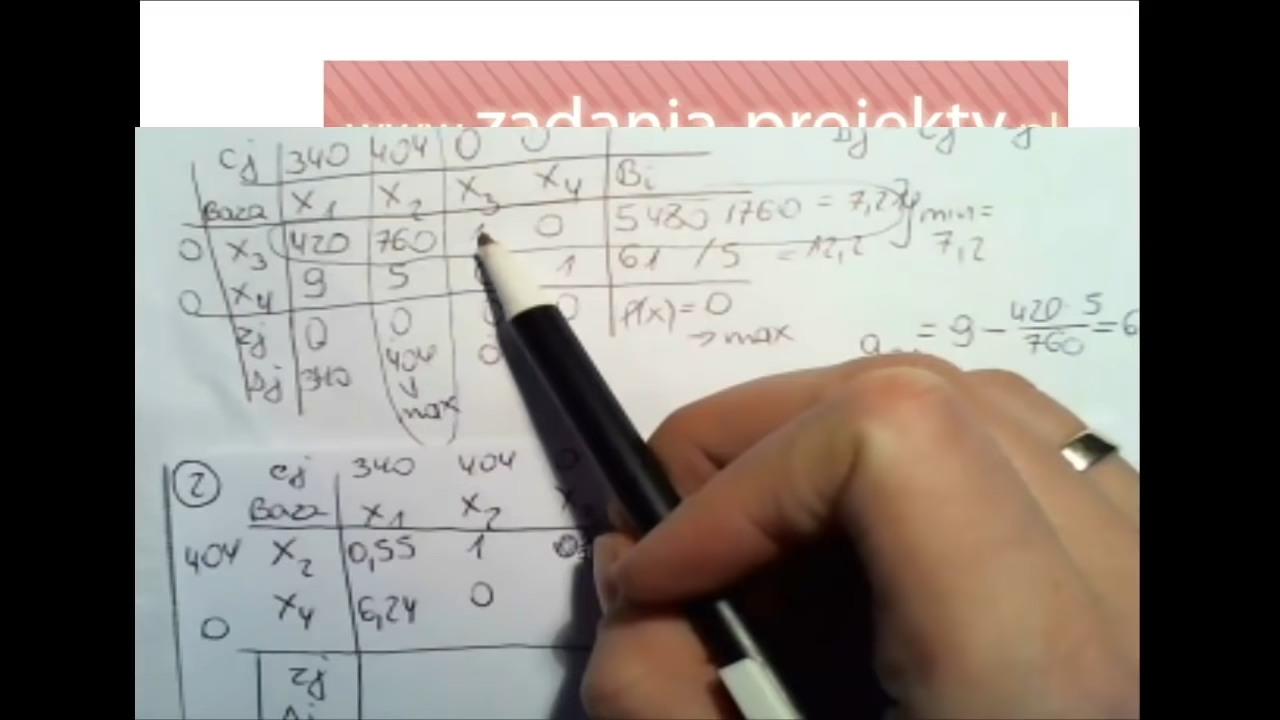 www.zadania-projekty.pl
Cj 340 404 0 0
Baza X1 X2 X3 X4 Bi
0 X3 420 760 1 0 5480 /760 = 7,2 min = 7,2
0 X4 9 5 1 61 /5 = 12,2
Zj 0 0 0 0 f(x)=0 → max
Δj 340 404 0
max
= 9 - 420·5 / 760 = 6
2 Cj 340 404 0
Baza X1 X2 X
404 X2 0,55 1
0 X4 6,24 0
Zj
Δj